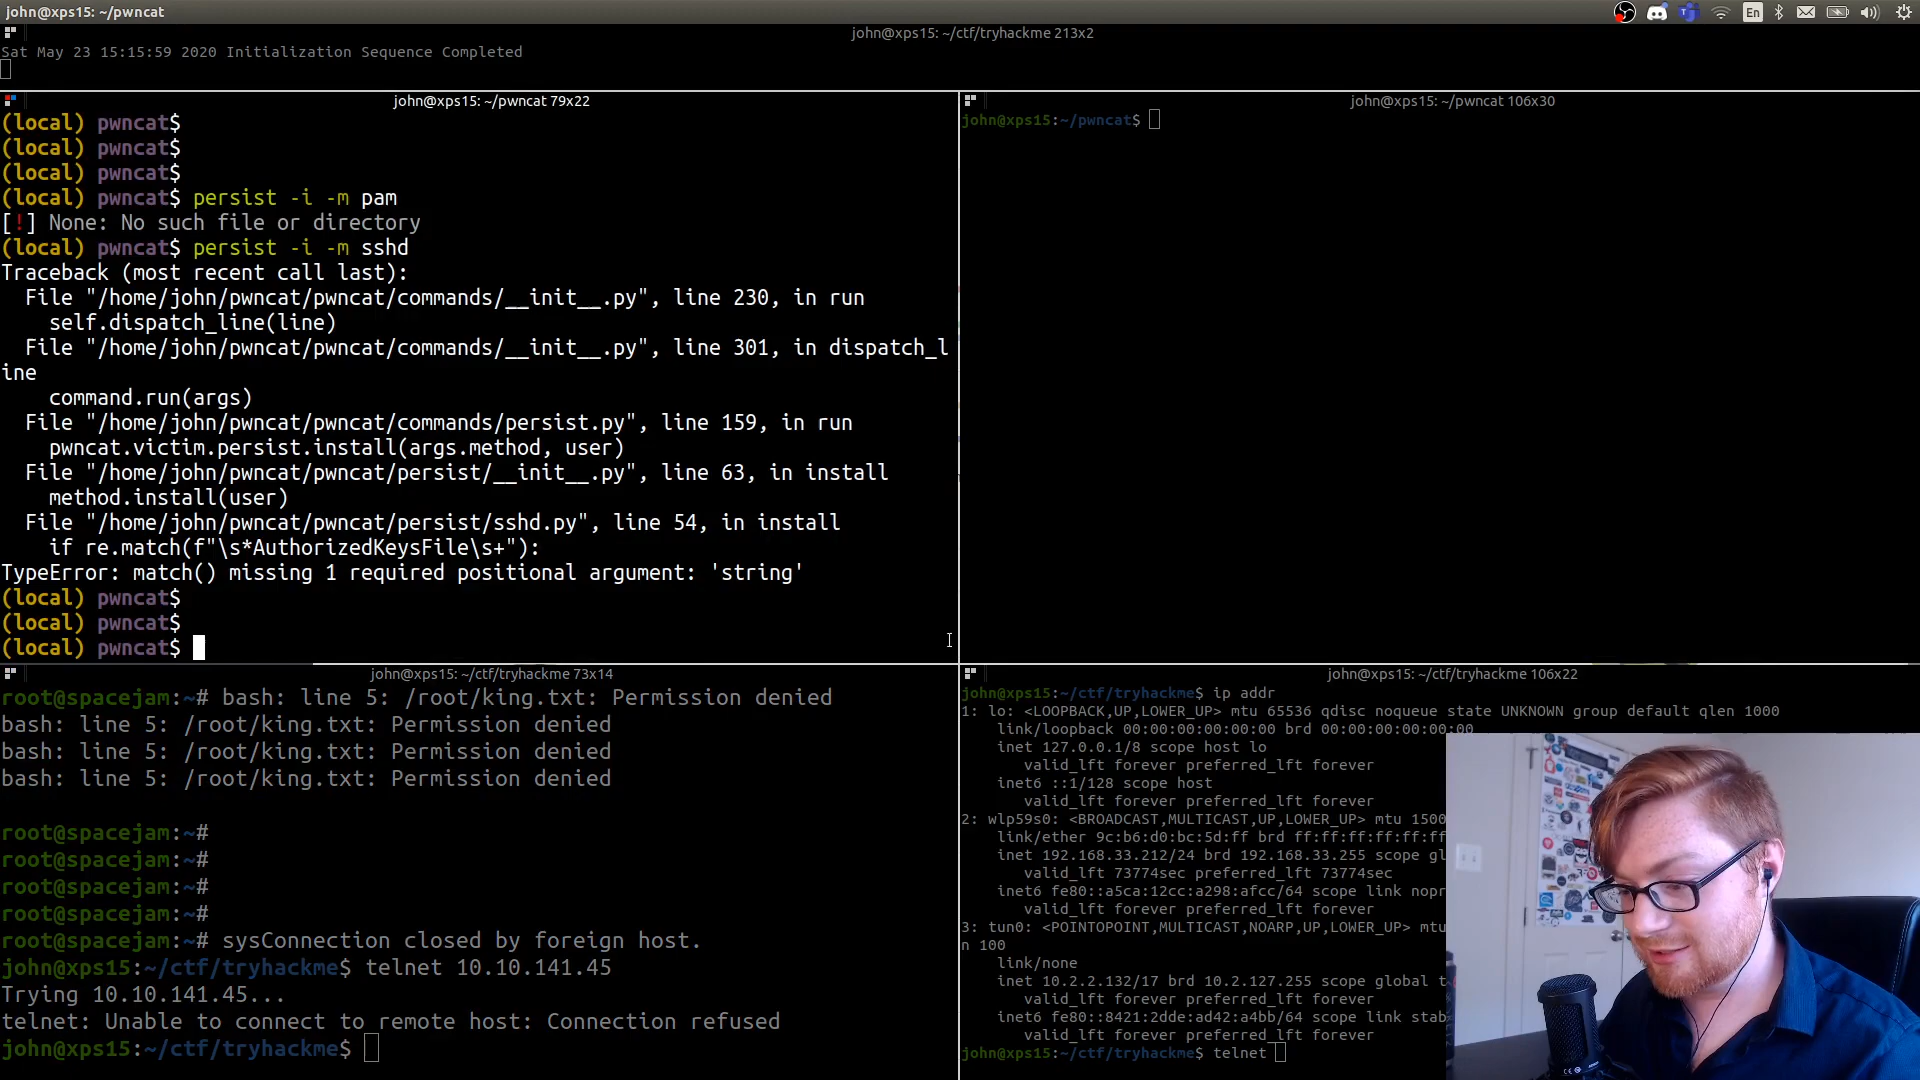 john@xps15: ~/pwncat
En
john@xps15: ~/ctf/tryhackme 213x2
Sat May 23 15:15:59 2020 Initialization Sequence Completed
john@xps15: ~/pwncat 79x22
(local) pwncat$
(local) pwncat$
(local) pwncat$
(local) pwncat$ persist -i -m pam
[!] None: No such file or directory
(local) pwncat$ persist -i -m sshd
Traceback (most recent call last):
File "/home/john/pwncat/pwncat/commands/__init__.py", line 230, in run
self.dispatch_line(line)
File "/home/john/pwncat/pwncat/commands/__init__.py", line 301, in dispatch_l
ine
command.run(args)
File "/home/john/pwncat/pwncat/commands/persist.py", line 159, in run
pwncat.victim.persist.install(args.method, user)
File "/home/john/pwncat/pwncat/persist/__init__.py", line 63, in install
method.install(user)
File "/home/john/pwncat/pwncat/persist/sshd.py", line 54, in install
if re.match(f"\s*AuthorizedKeysFile\s+"):
TypeError: match() missing 1 required positional argument: 'string'
(local) pwncat$
(local) pwncat$
(local) pwncat$
john@xps15: ~/pwncat 106x30
john@xps15:~/pwncat$
john@xps15: ~/ctf/tryhackme 73x14
root@spacejam:~# bash: line 5: /root/king.txt: Permission denied
bash: line 5: /root/king.txt: Permission denied
bash: line 5: /root/king.txt: Permission denied
bash: line 5: /root/king.txt: Permission denied
root@spacejam:~#
root@spacejam:~#
root@spacejam:~#
root@spacejam:~#
root@spacejam:~# sysConnection closed by foreign host.
john@xps15:~/ctf/tryhackme$ telnet 10.10.141.45
Trying 10.10.141.45...
telnet: Unable to connect to remote host: Connection refused
john@xps15:~/ctf/tryhackme$
john@xps15: ~/ctf/tryhackme 106x22
john@xps15:~/ctf/tryhackme$ ip addr
1: lo: <LOOPBACK,UP,LOWER_UP> mtu 65536 qdisc noqueue state UNKNOWN group default qlen 1000
link/loopback 00:00:00:00:00:00 brd 00:00:00:00:00:00
inet 127.0.0.1/8 scope host lo
valid_lft forever preferred_lft forever
inet6 ::1/128 scope host
valid_lft forever preferred_lft forever
2: wlp59s0: <BROADCAST,MULTICAST,UP,LOWER_UP> mtu 1500
link/ether 9c:b6:d0:bc:5d:ff brd ff:ff:ff:ff:ff:ff
inet 192.168.33.212/24 brd 192.168.33.255 scope gl
valid_lft 73774sec preferred_lft 73774sec
inet6 fe80::a5ca:12cc:a298:afcc/64 scope link nopr
valid_lft forever preferred_lft forever
3: tun0: <POINTOPOINT,MULTICAST,NOARP,UP,LOWER_UP> mtu
n 100
link/none
inet 10.2.2.132/17 brd 10.2.127.255 scope global t
valid_lft forever preferred_lft forever
inet6 fe80::8421:2dde:ad42:a4bb/64 scope link stab
valid_lft forever preferred_lft forever
john@xps15:~/ctf/tryhackme$ telnet